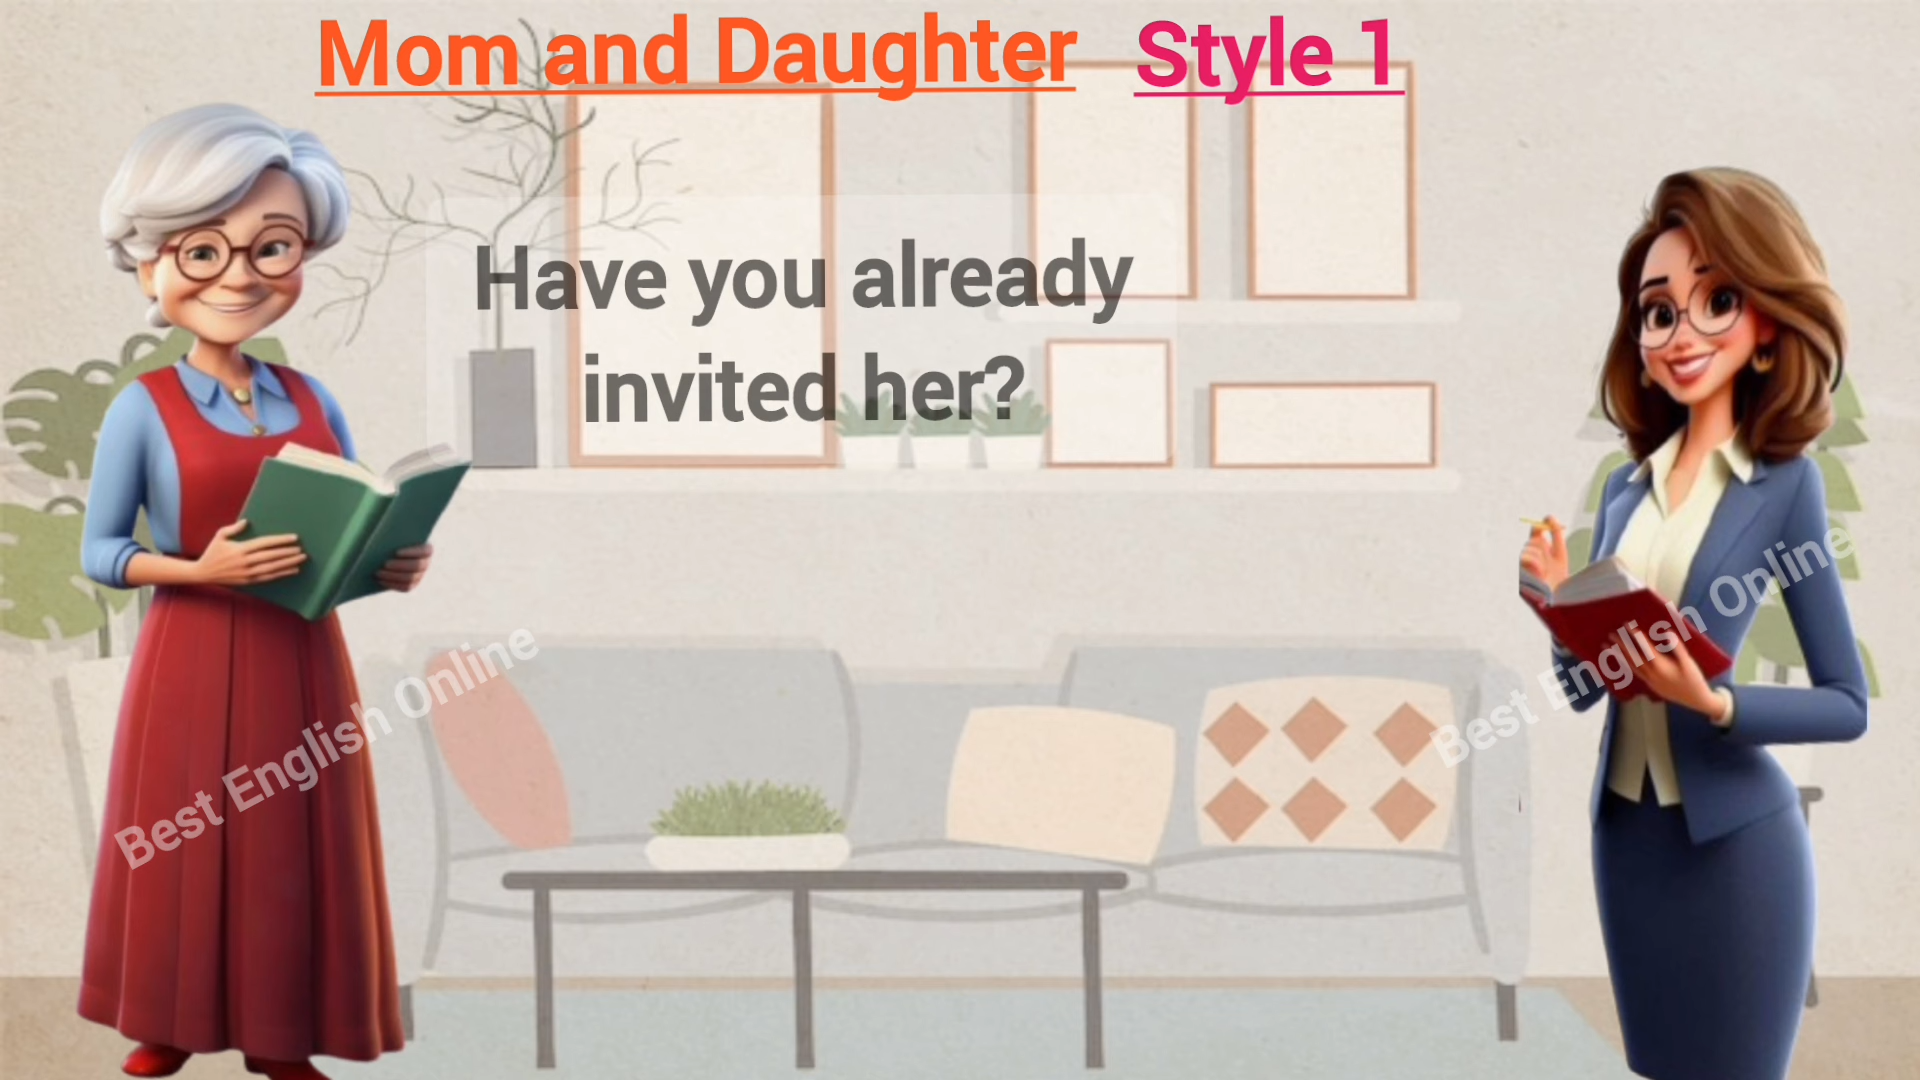 Mom and Daughter Style 1
Have you already
invited her?
Best English Online
Best English Online